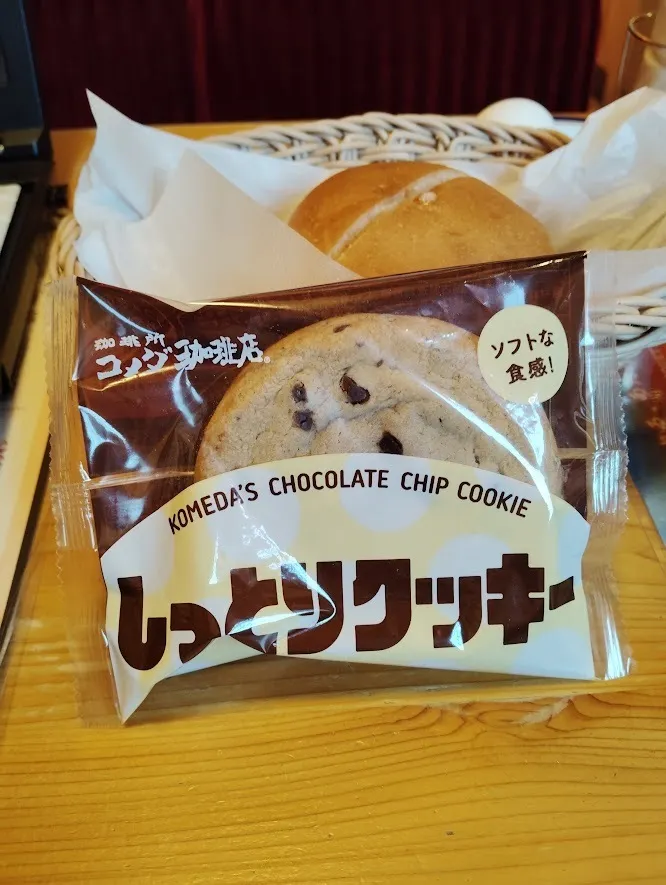 珈琲所
コメダ珈琲店®
ソフトな
食感!
KOMEDA'S CHOCOLATE CHIP COOKIE
しっとりクッキー